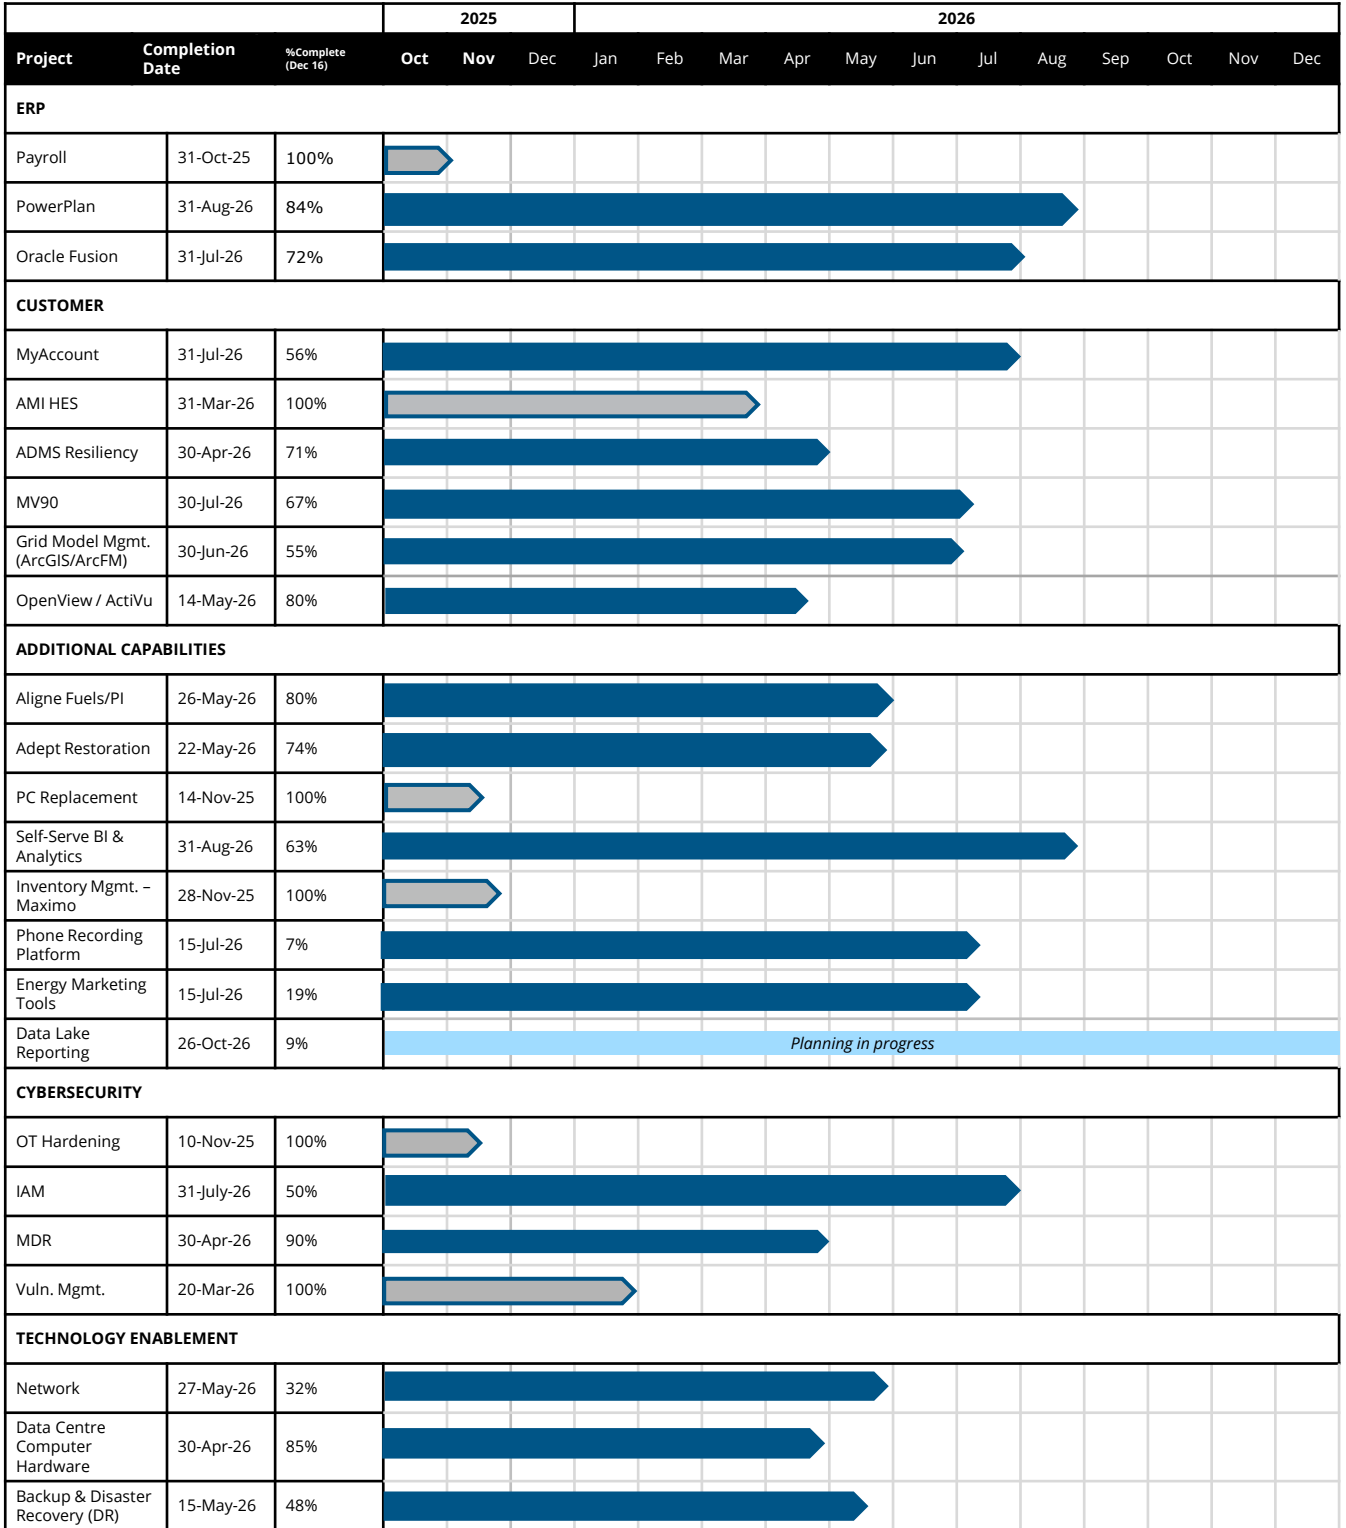 2025 2026
Project Completion Date %Complete (Dec 16) Oct Nov Dec Jan Feb Mar Apr May Jun Jul Aug Sep Oct Nov Dec
ERP
Payroll 31-Oct-25 100%
PowerPlan 31-Aug-26 84%
Oracle Fusion 31-Jul-26 72%
CUSTOMER
MyAccount 31-Jul-26 56%
AMI HES 31-Mar-26 100%
ADMS Resiliency 30-Apr-26 71%
MV90 30-Jul-26 67%
Grid Model Mgmt. (ArcGIS/ArcFM) 30-Jun-26 55%
OpenView / ActiVu 14-May-26 80%
ADDITIONAL CAPABILITIES
Aligne Fuels/PI 26-May-26 80%
Adept Restoration 22-May-26 74%
PC Replacement 14-Nov-25 100%
Self-Serve BI & Analytics 31-Aug-26 63%
Inventory Mgmt. – Maximo 28-Nov-25 100%
Phone Recording Platform 15-Jul-26 7%
Energy Marketing Tools 15-Jul-26 19%
Data Lake Reporting 26-Oct-26 9% Planning in progress
CYBERSECURITY
OT Hardening 10-Nov-25 100%
IAM 31-July-26 50%
MDR 30-Apr-26 90%
Vuln. Mgmt. 20-Mar-26 100%
TECHNOLOGY ENABLEMENT
Network 27-May-26 32%
Data Centre Computer Hardware 30-Apr-26 85%
Backup & Disaster Recovery (DR) 15-May-26 48%